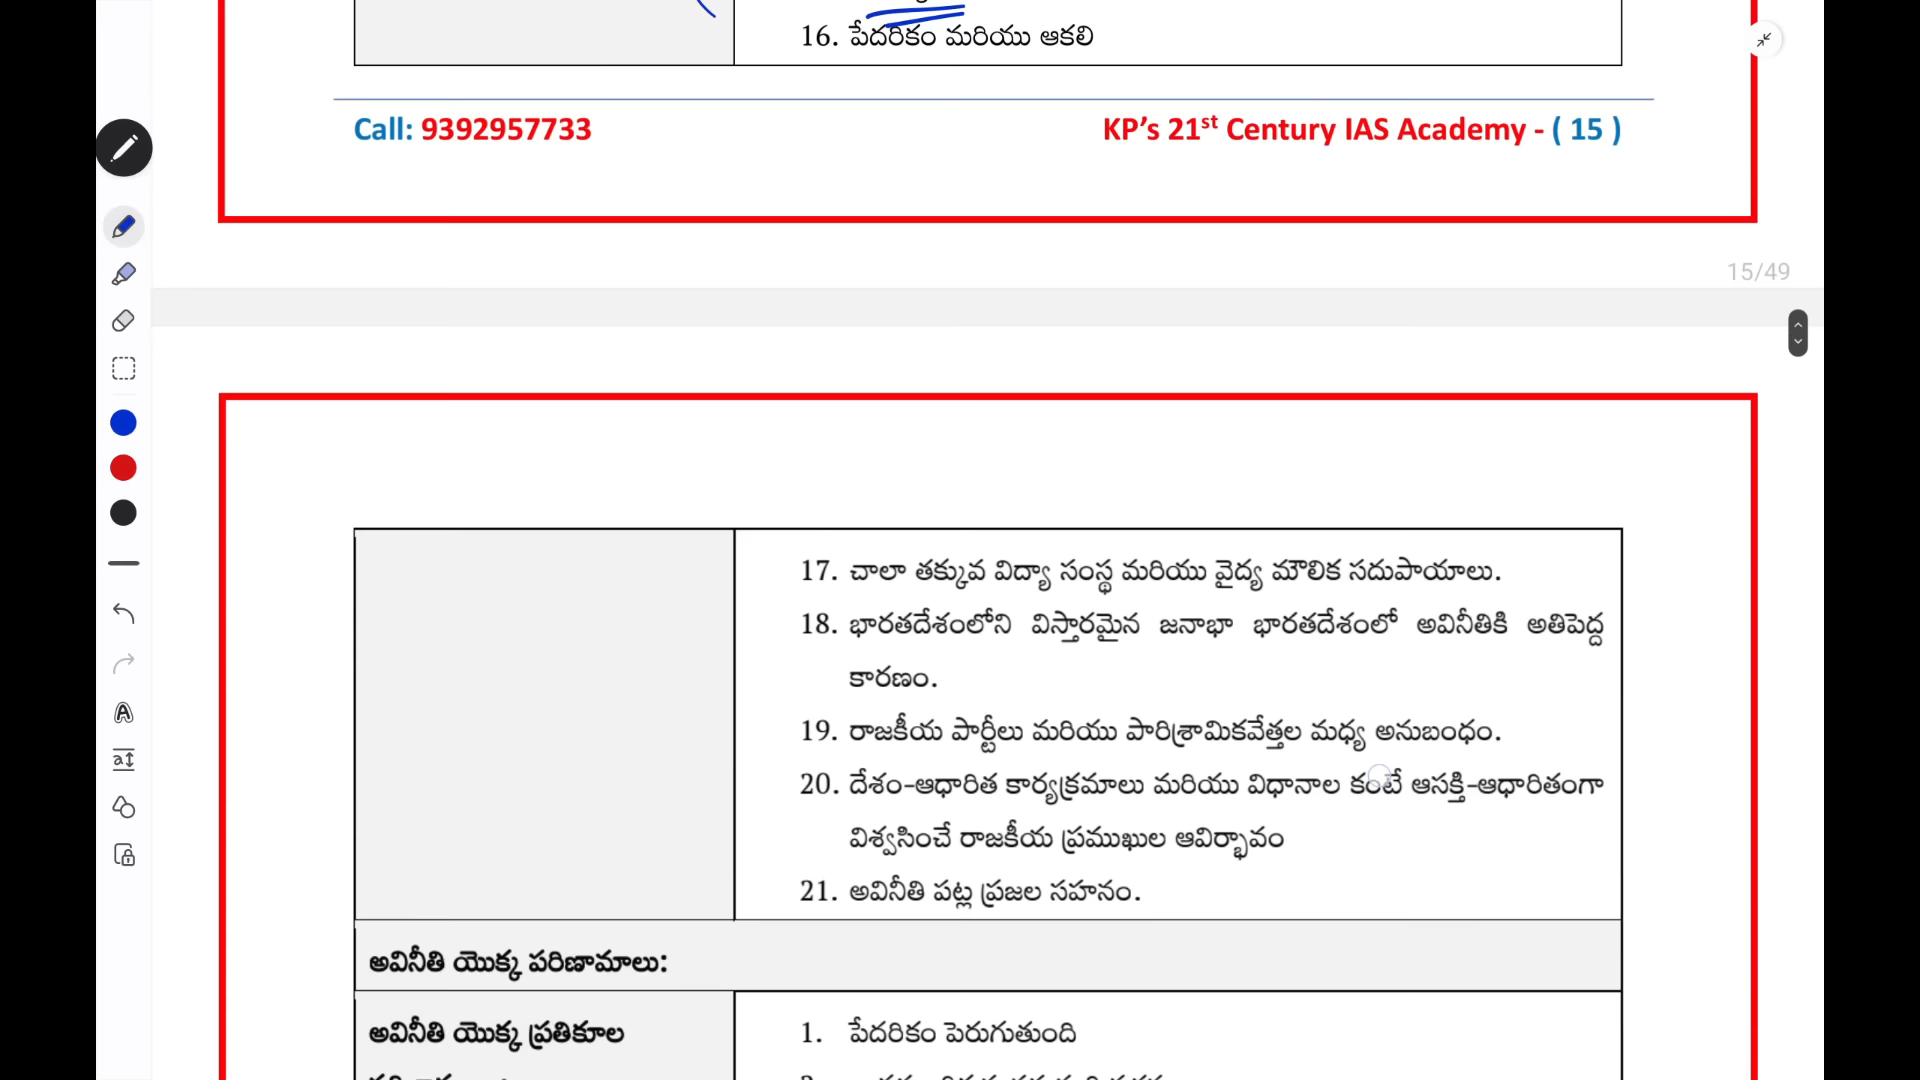 16. పేదరికం మరియు ఆకలి
Call: 9392957733
KP's 21st Century IAS Academy - ( 15 )
15/49
17. చాలా తక్కువ విద్యా సంస్థ మరియు వైద్య మౌలిక సదుపాయాలు.
18. భారతదేశంలోని విస్తారమైన జనాభా భారతదేశంలో అవినీతికి అతిపెద్ద
కారణం.
19. రాజకీయ పార్టీలు మరియు పారిశ్రామికవేత్తల మధ్య అనుబంధం.
20. దేశం-ఆధారిత కార్యక్రమాలు మరియు విధానాల కంటే ఆసక్తి-ఆధారితంగా
విశ్వసించే రాజకీయ ప్రముఖుల ఆవిర్భావం
21. అవినీతి పట్ల ప్రజల సహనం.
అవినీతి యొక్క పరిణామాలు:
అవినీతి యొక్క ప్రతికూల
1. పేదరికం పెరుగుతుంది